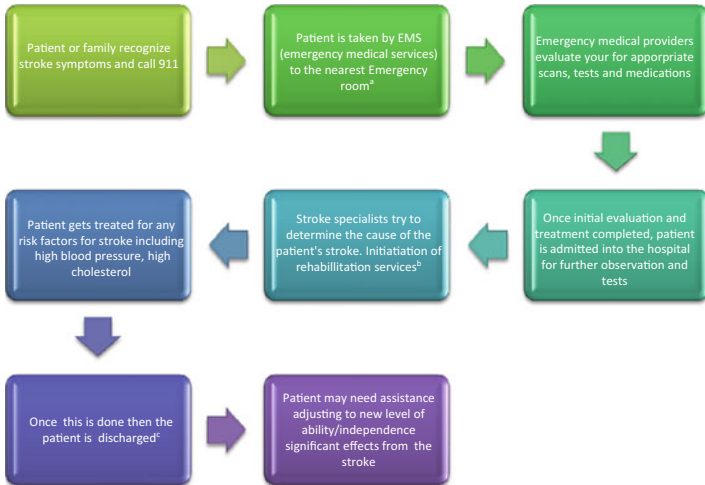 Patient or family recognize
stroke symptoms and call 911
Patient is taken by EMS
(emergency medical services)
to the nearest Emergency
roomᵃ
Emergency medical providers
evaluate your for apporpriate
scans, tests and medications
Once initial evaluation and
treatment completed, patient
is admitted into the hospital
for further observation and
tests
Stroke specialists try to
determine the cause of the
patient's stroke. Initiatiation of
rehabillitation servicesᵇ
Patient gets treated for any
risk factors for stroke including
high blood pressure, high
cholesterol
Once this is done then the
patient is dischargedᶜ
Patient may need assistance
adjusting to new level of
ability/independence
significant effects from the
stroke